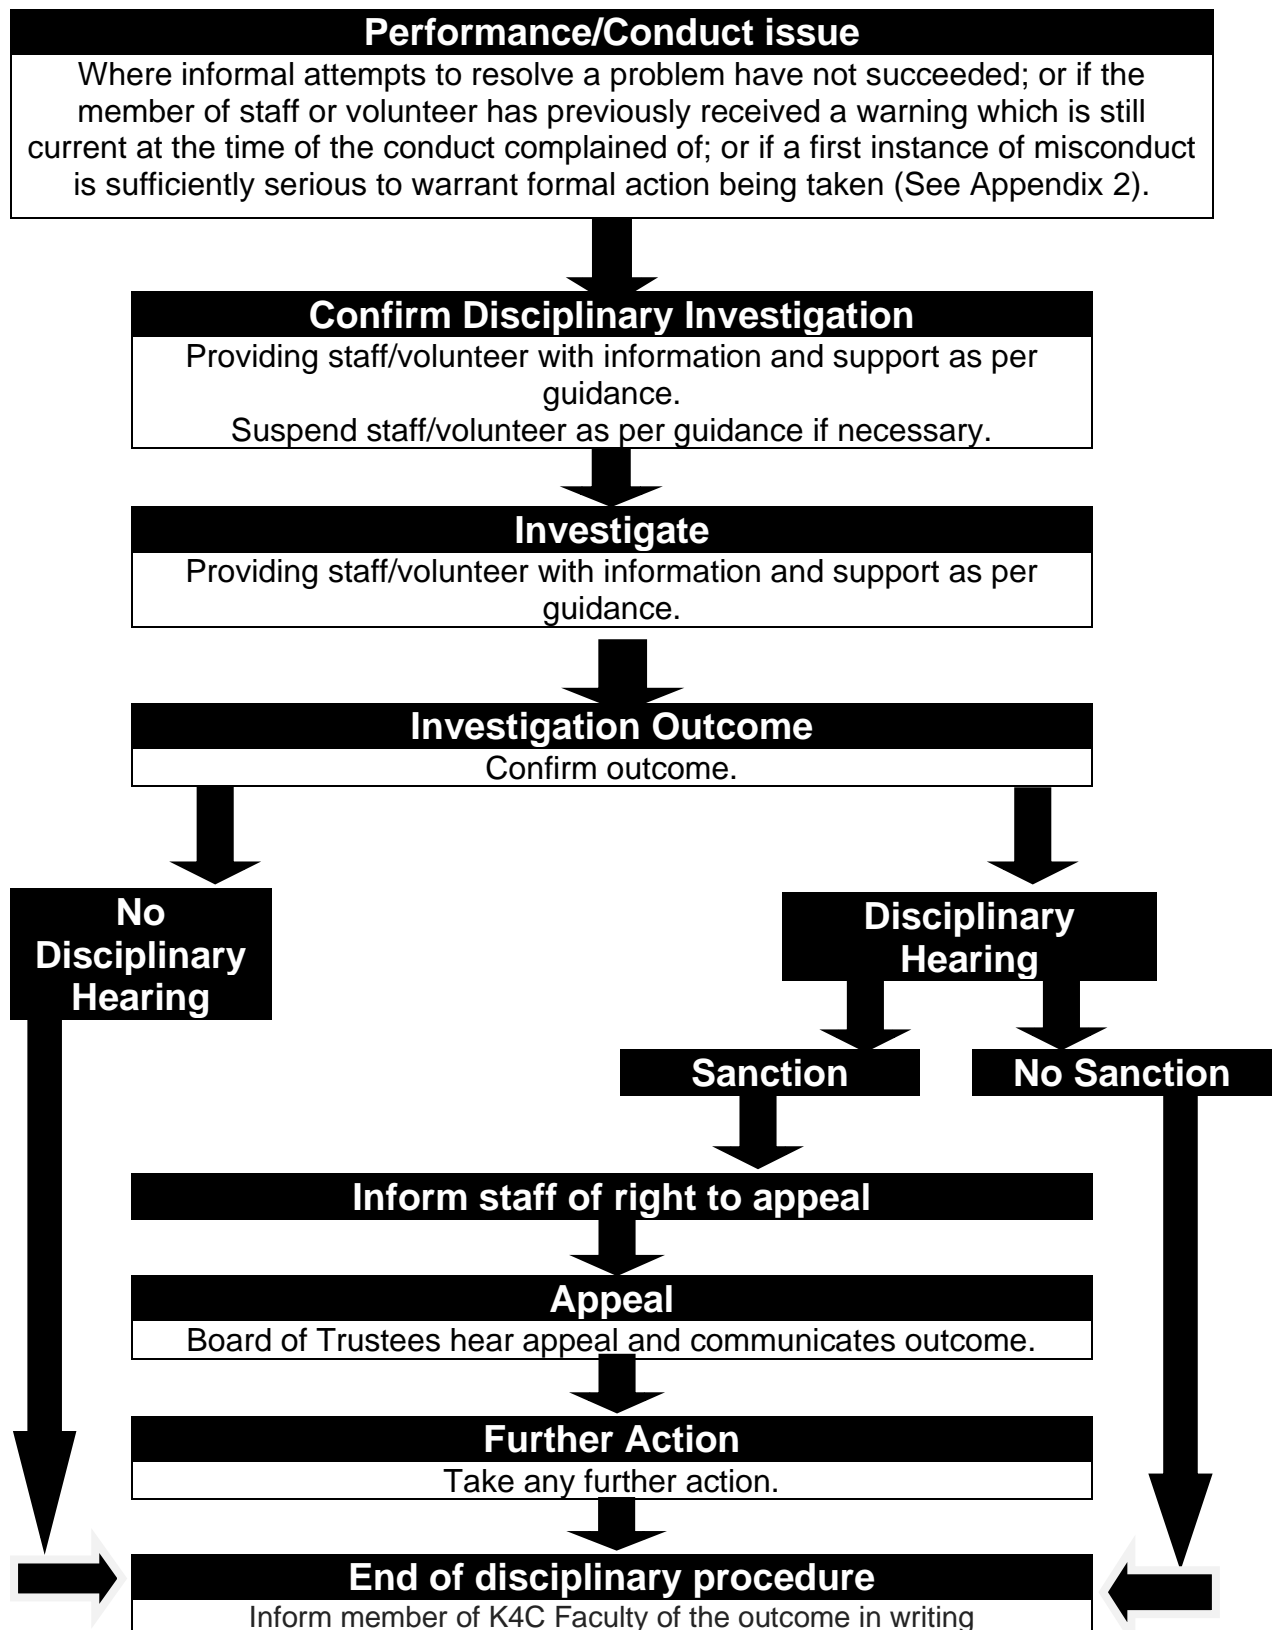 Performance/Conduct issue
Where informal attempts to resolve a problem have not succeeded; or if the
member of staff or volunteer has previously received a warning which is still
current at the time of the conduct complained of; or if a first instance of misconduct
is sufficiently serious to warrant formal action being taken (See Appendix 2).
Confirm Disciplinary Investigation
Providing staff/volunteer with information and support as per
guidance.
Suspend staff/volunteer as per guidance if necessary.
Investigate
Providing staff/volunteer with information and support as per
guidance.
Investigation Outcome
Confirm outcome.
No
Disciplinary
Hearing
Disciplinary
Hearing
Sanction
No Sanction
Inform staff of right to appeal
Appeal
Board of Trustees hear appeal and communicates outcome.
Further Action
Take any further action.
End of disciplinary procedure
Inform member of K4C Faculty of the outcome in writing